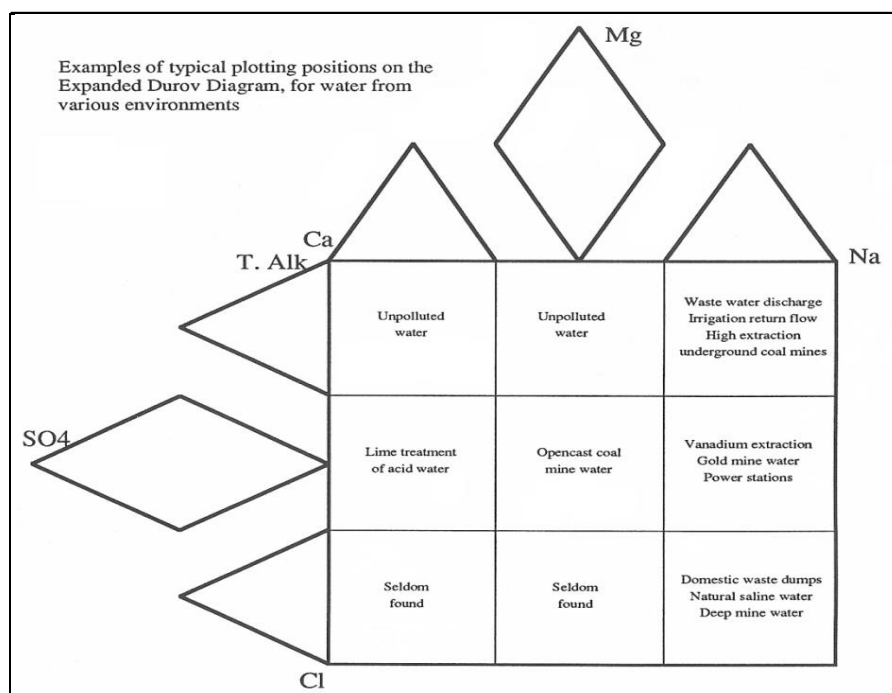 Examples of typical plotting positions on the
Expanded Durov Diagram, for water from
various environments
Mg
Ca
T. Alk
Na
Unpolluted
water
Unpolluted
water
Waste water discharge
Irrigation return flow
High extraction
underground coal mines
SO4
Lime treatment
of acid water
Opencast coal
mine water
Vanadium extraction
Gold mine water
Power stations
Seldom
found
Seldom
found
Domestic waste dumps
Natural saline water
Deep mine water
Cl